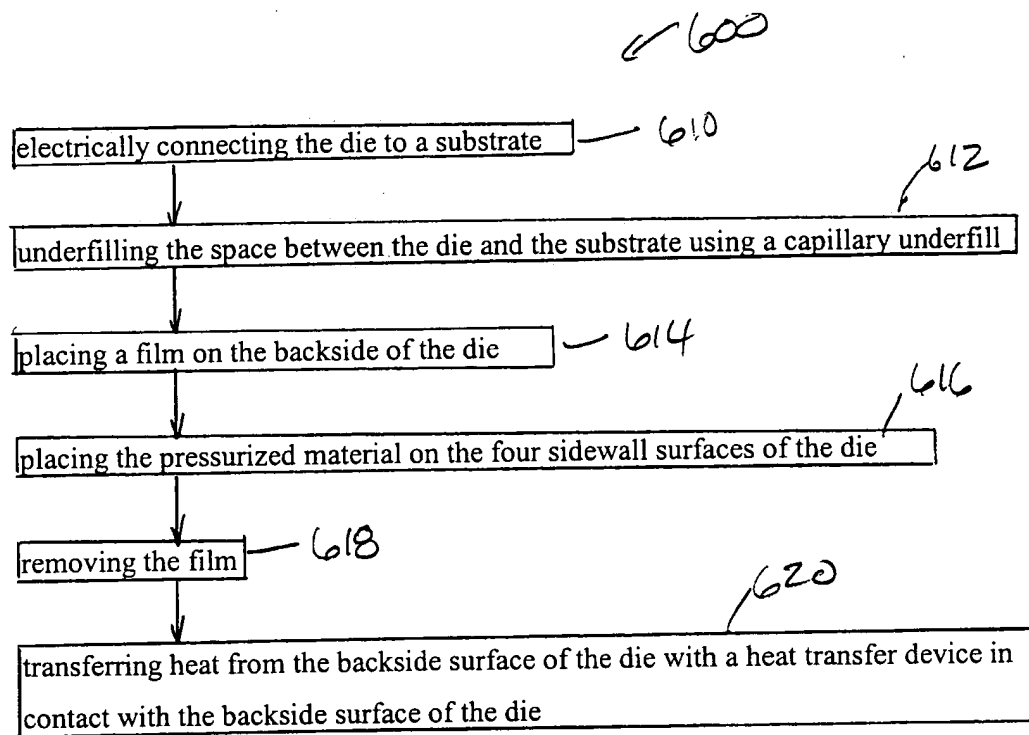 600
electrically connecting the die to a substrate 610
612
underfilling the space between the die and the substrate using a capillary underfill
placing a film on the backside of the die 614
616
placing the pressurized material on the four sidewall surfaces of the die
removing the film 618
620
transferring heat from the backside surface of the die with a heat transfer device in
contact with the backside surface of the die